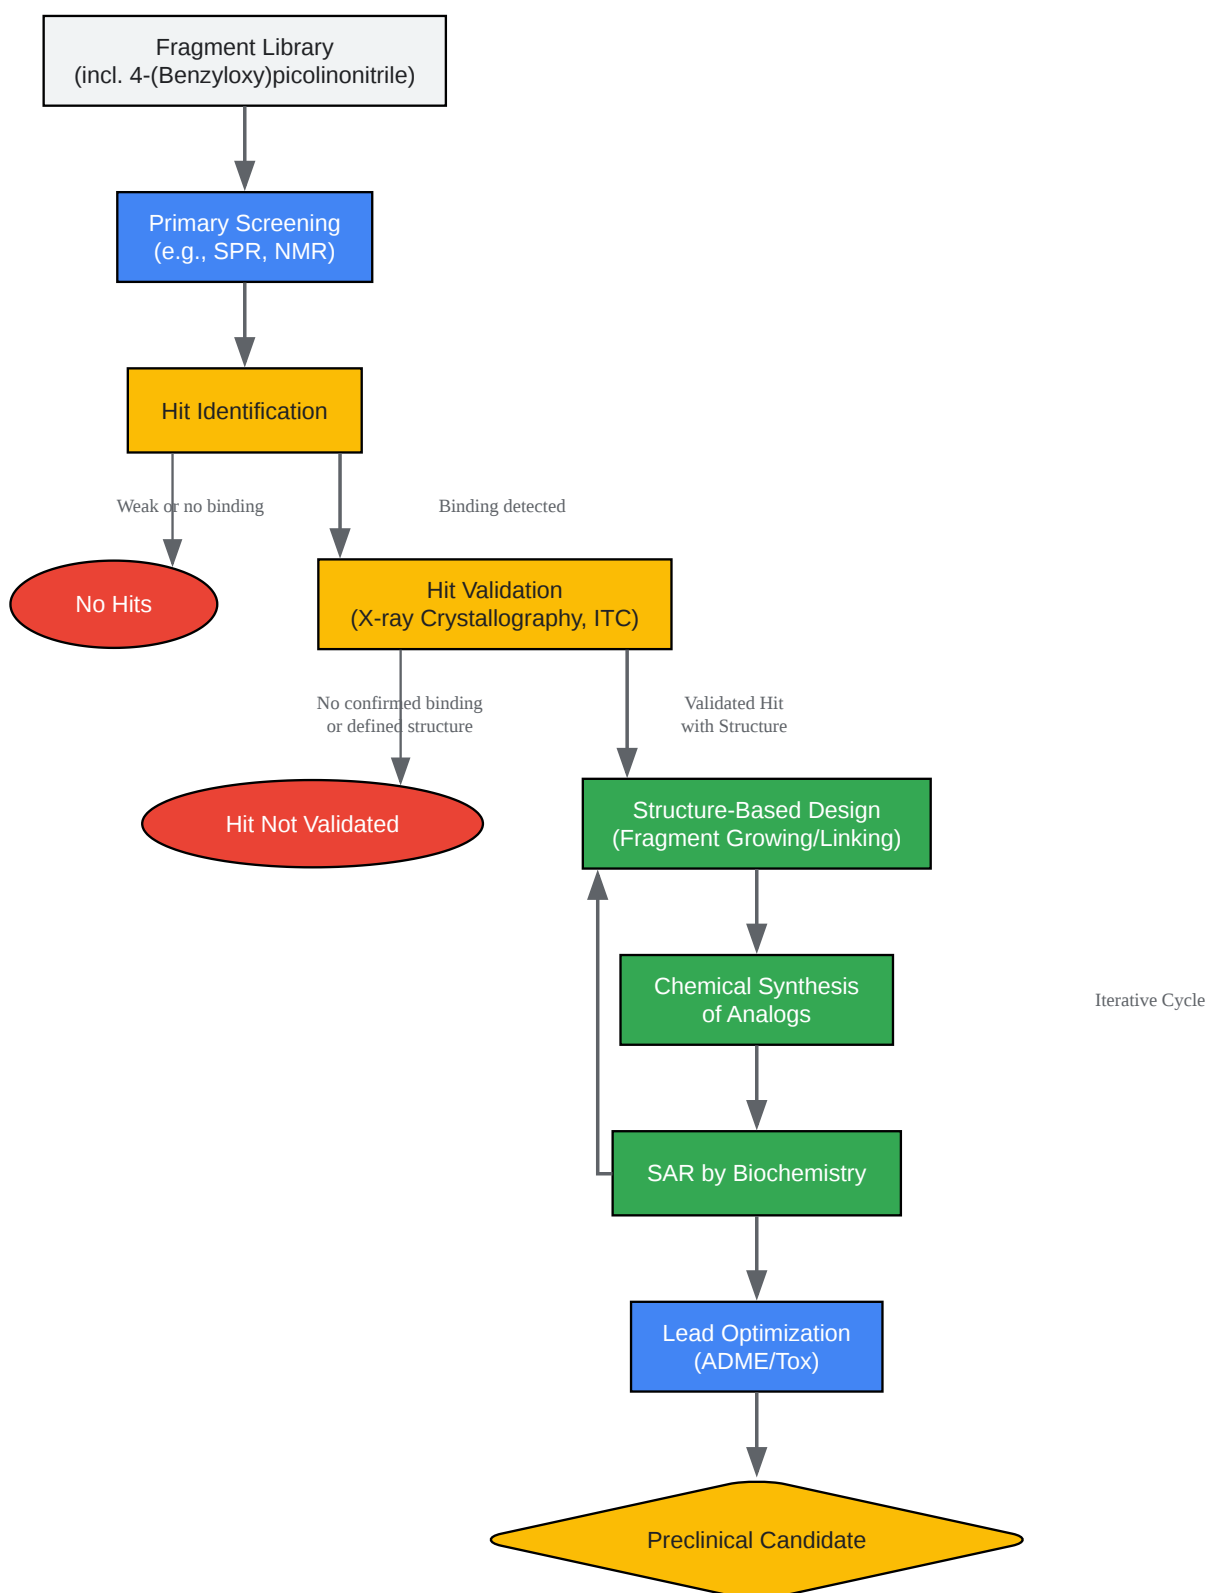 Fragment Library
(incl. 4-(Benzyloxy)picolinonitrile)
Primary Screening
(e.g., SPR, NMR)
Hit Identification
Weak or no binding
Binding detected
No Hits
Hit Validation
(X-ray Crystallography, ITC)
No confirmed binding
or defined structure
Validated Hit
with Structure
Hit Not Validated
Structure-Based Design
(Fragment Growing/Linking)
Chemical Synthesis
of Analogs
Iterative Cycle
SAR by Biochemistry
Lead Optimization
(ADME/Tox)
Preclinical Candidate